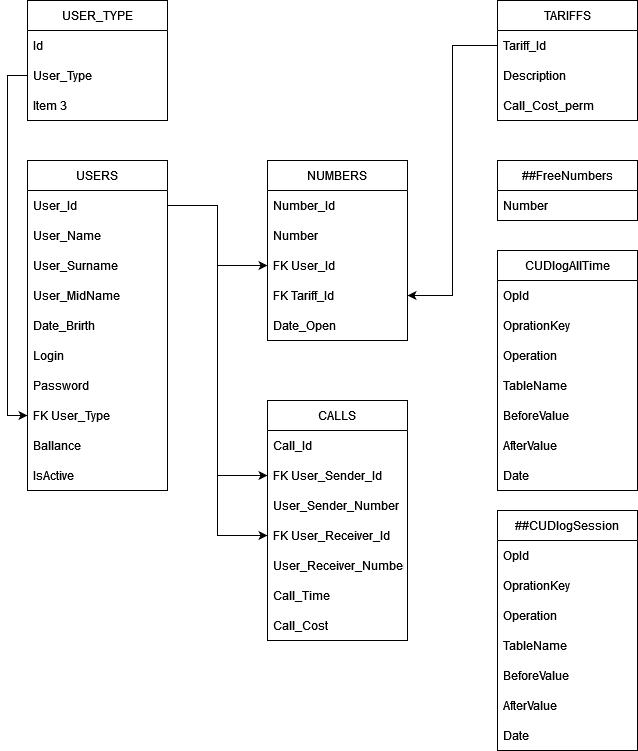 USER_TYPE
Id
User_Type
Item 3
USERS
User_Id
User_Name
User_Surname
User_MidName
Date_Brirth
Login
Password
FK User_Type
Ballance
IsActive
NUMBERS
Number_Id
Number
FK User_Id
FK Tariff_Id
Date_Open
CALLS
Call_Id
FK User_Sender_Id
User_Sender_Number
FK User_Receiver_Id
User_Receiver_Numbe
Call_Time
Call_Cost
TARIFFS
Tariff_Id
Description
Call_Cost_perm
##FreeNumbers
Number
CUDlogAllTime
OpId
OprationKey
Operation
TableName
BeforeValue
AfterValue
Date
##CUDlogSession
OpId
OprationKey
Operation
TableName
BeforeValue
AfterValue
Date